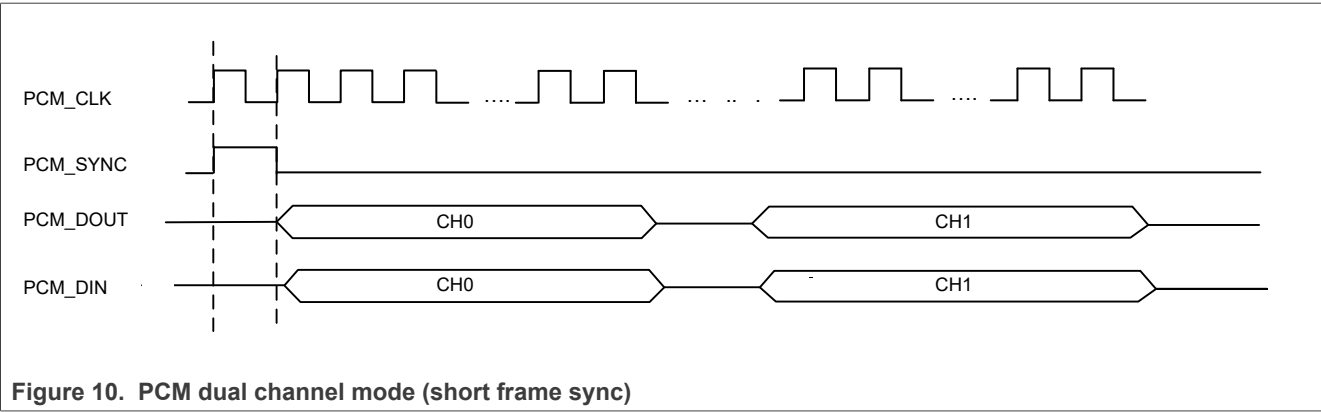 PCM_CLK .... ... .. . ....
PCM_SYNC
PCM_DOUT CH0 CH1
PCM_DIN CH0 CH1
Figure 10. PCM dual channel mode (short frame sync)